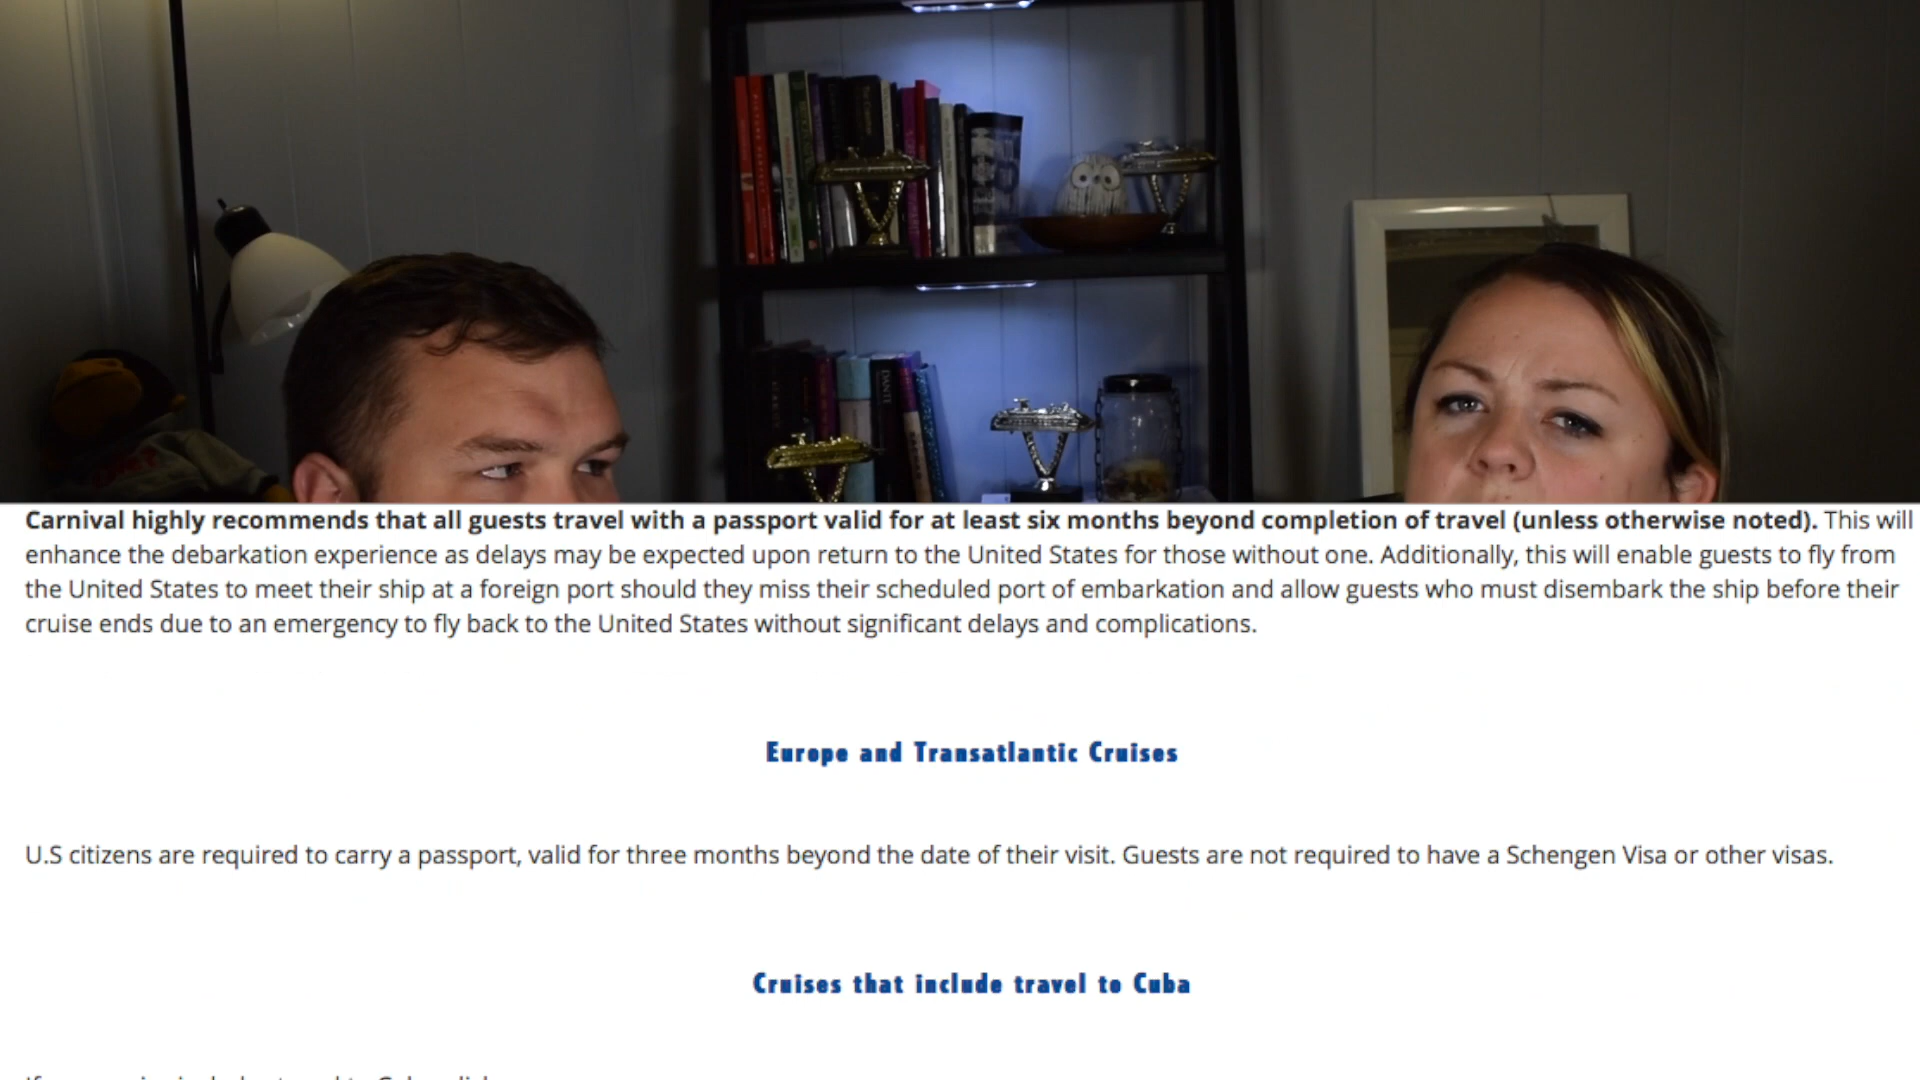 DANTE
Carnival highly recommends that all guests travel with a passport valid for at least six months beyond completion of travel (unless otherwise noted). This will
enhance the debarkation experience as delays may be expected upon return to the United States for those without one. Additionally, this will enable guests to fly from
the United States to meet their ship at a foreign port should they miss their scheduled port of embarkation and allow guests who must disembark the ship before their
cruise ends due to an emergency to fly back to the United States without significant delays and complications.
Europe and Transatlantic Cruises
U.S citizens are required to carry a passport, valid for three months beyond the date of their visit. Guests are not required to have a Schengen Visa or other visas.
Cruises that include travel to Cuba